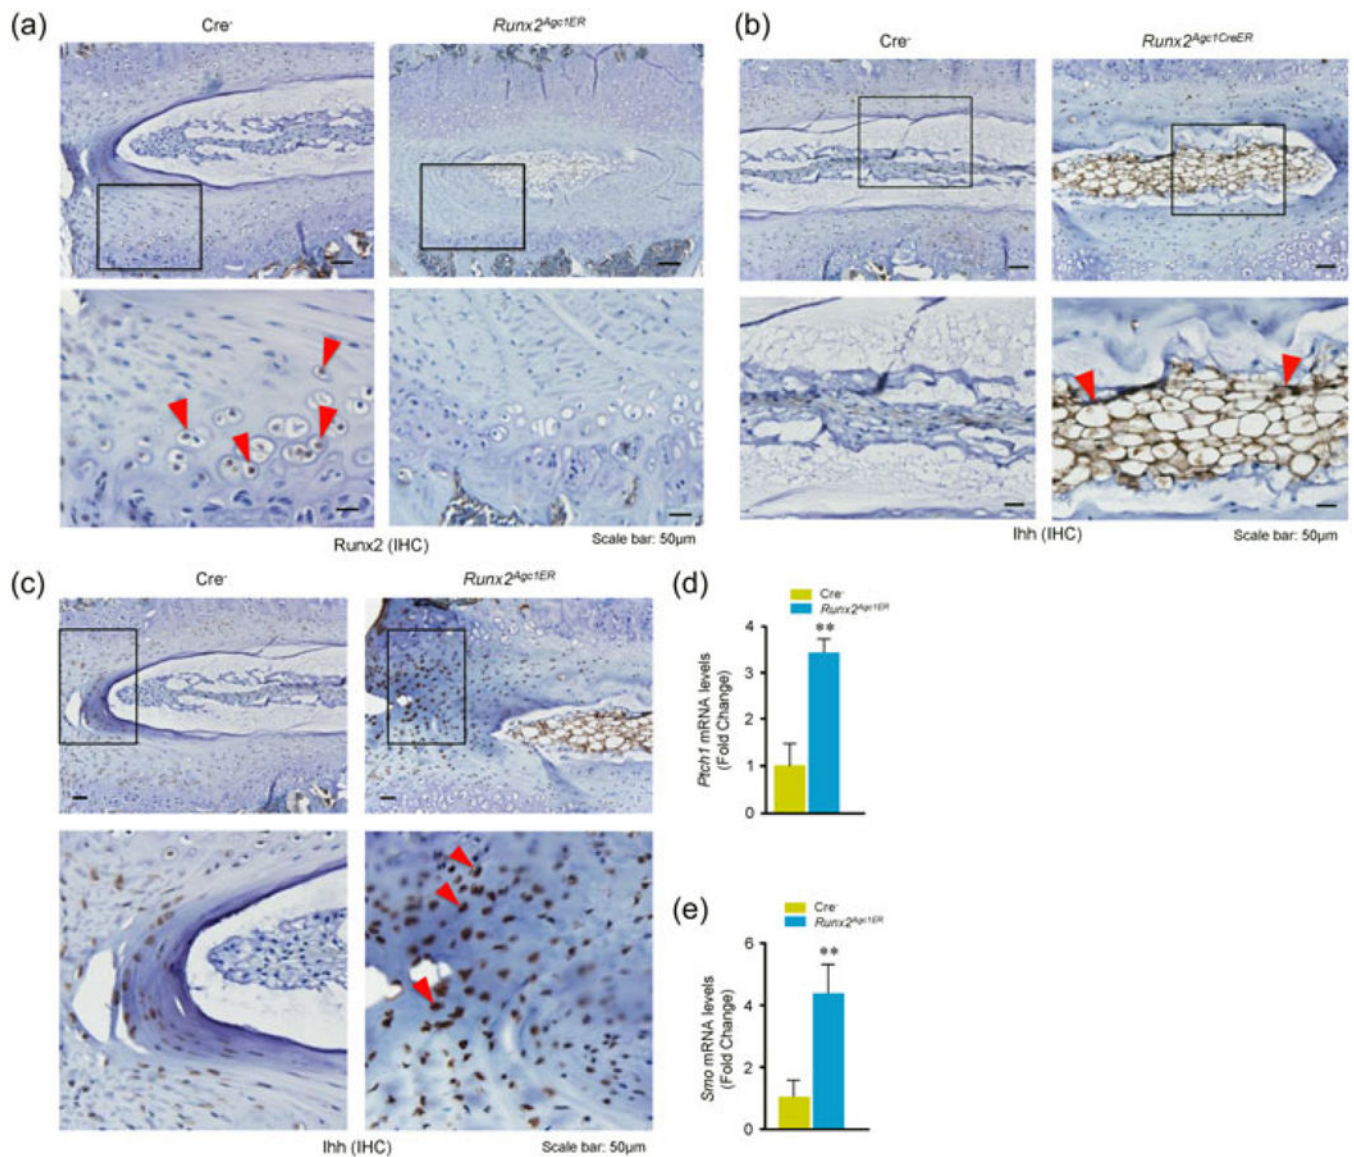 (a)
Cre-
Runx2Agc1ER
Runx2 (IHC)
Scale bar: 50μm
(b)
Cre-
Runx2Agc1CreER
Ihh (IHC)
Scale bar: 50μm
(c)
Cre-
Runx2Agc1ER
Ihh (IHC)
Scale bar: 50μm
(d)
Cre-
Runx2Agc1ER
**
4
3
2
1
0
Ptch1 mRNA levels
(Fold Change)
(e)
Cre-
Runx2Agc1ER
**
6
4
2
0
Smo mRNA levels
(Fold Change)